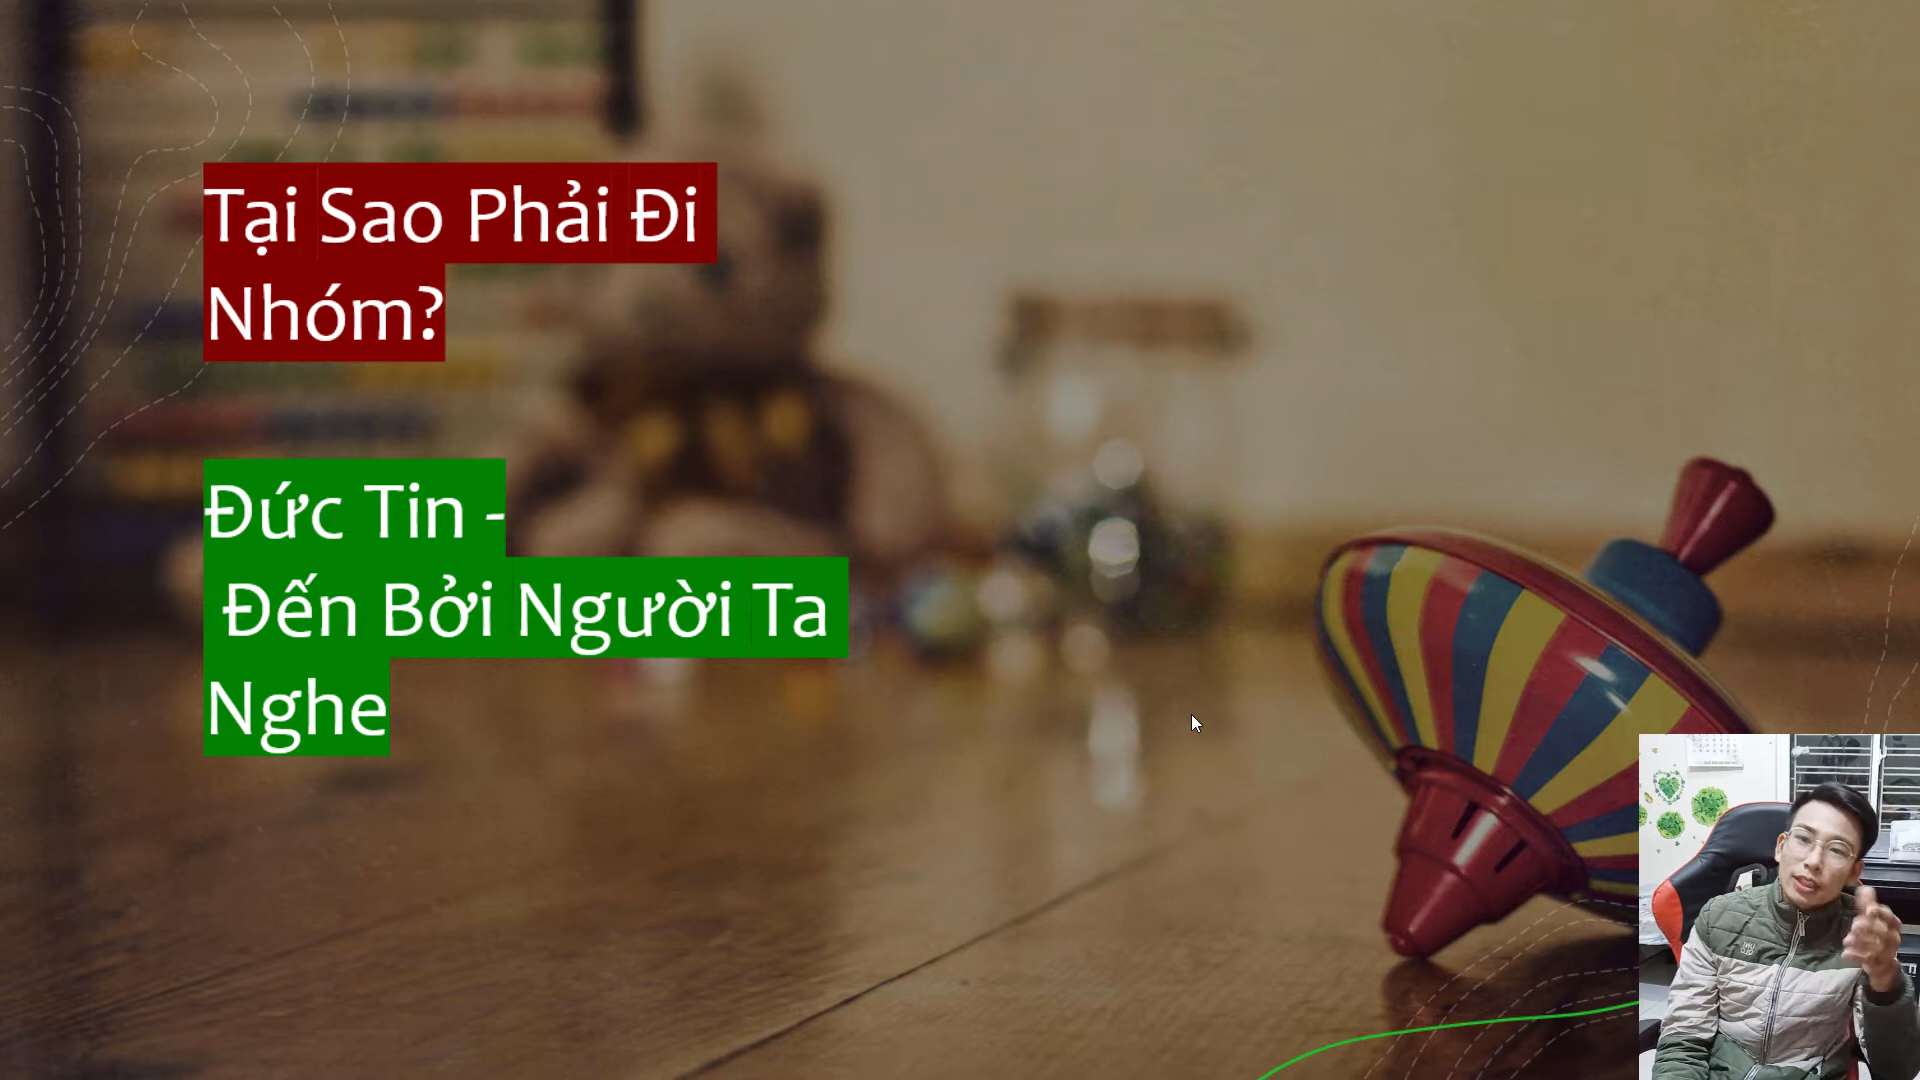 Tại Sao Phải Đi
Nhóm?
Đức Tin -
Đến Bởi Người Ta
Nghe